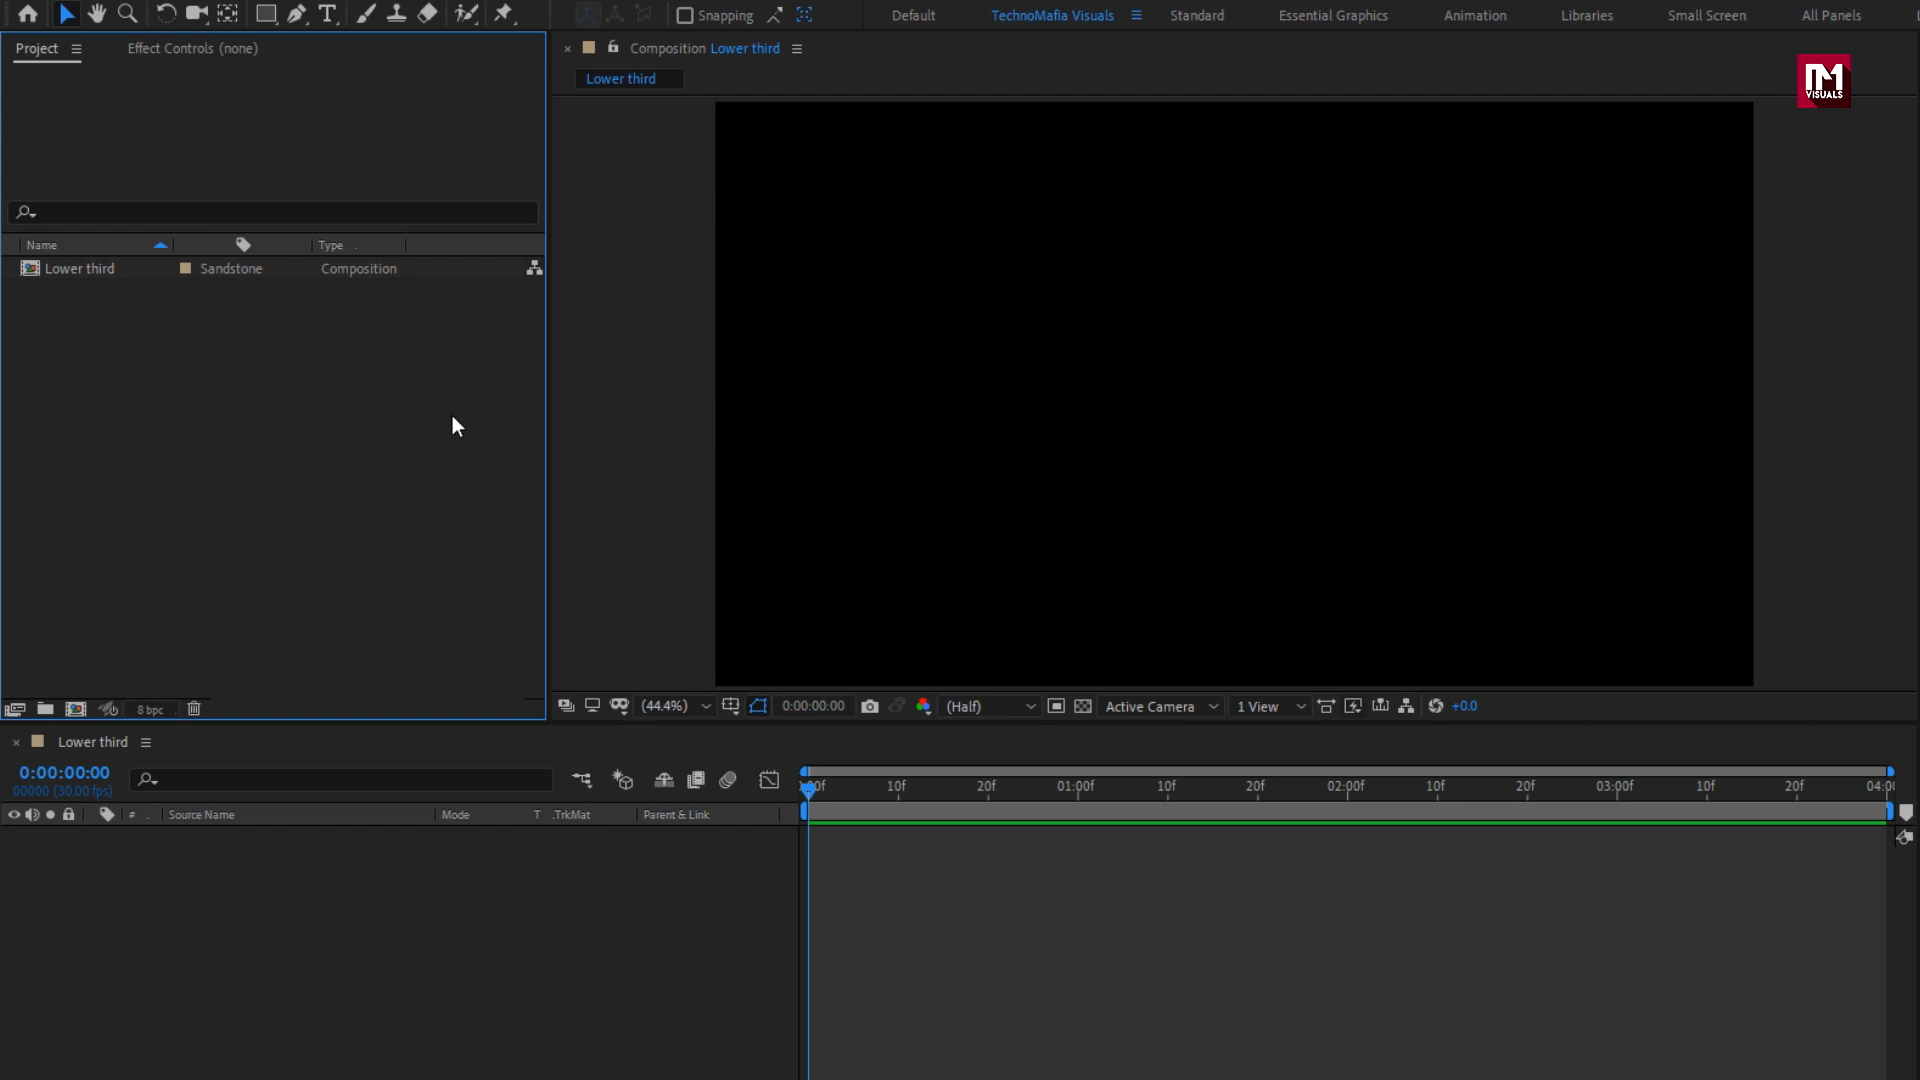 Snapping
Default
TechnoMafia Visuals
Standard
Essential Graphics
Animation
Libraries
Small Screen
All Panels
Project
Effect Controls (none)
Composition Lower third
Lower third
VISUALS
Name
Type
Lower third
Sandstone
Composition
8 bpc
(44.4%)
0:00:00:00
(Half)
Active Camera
1 View
+0.0
Lower third
0:00:00:00
00000 (30.00 fps)
10f
20f
01:00f
10f
20f
02:00f
10f
20f
03:00f
10f
20f
# .
Source Name
Mode
T .TrkMat
Parent & Link